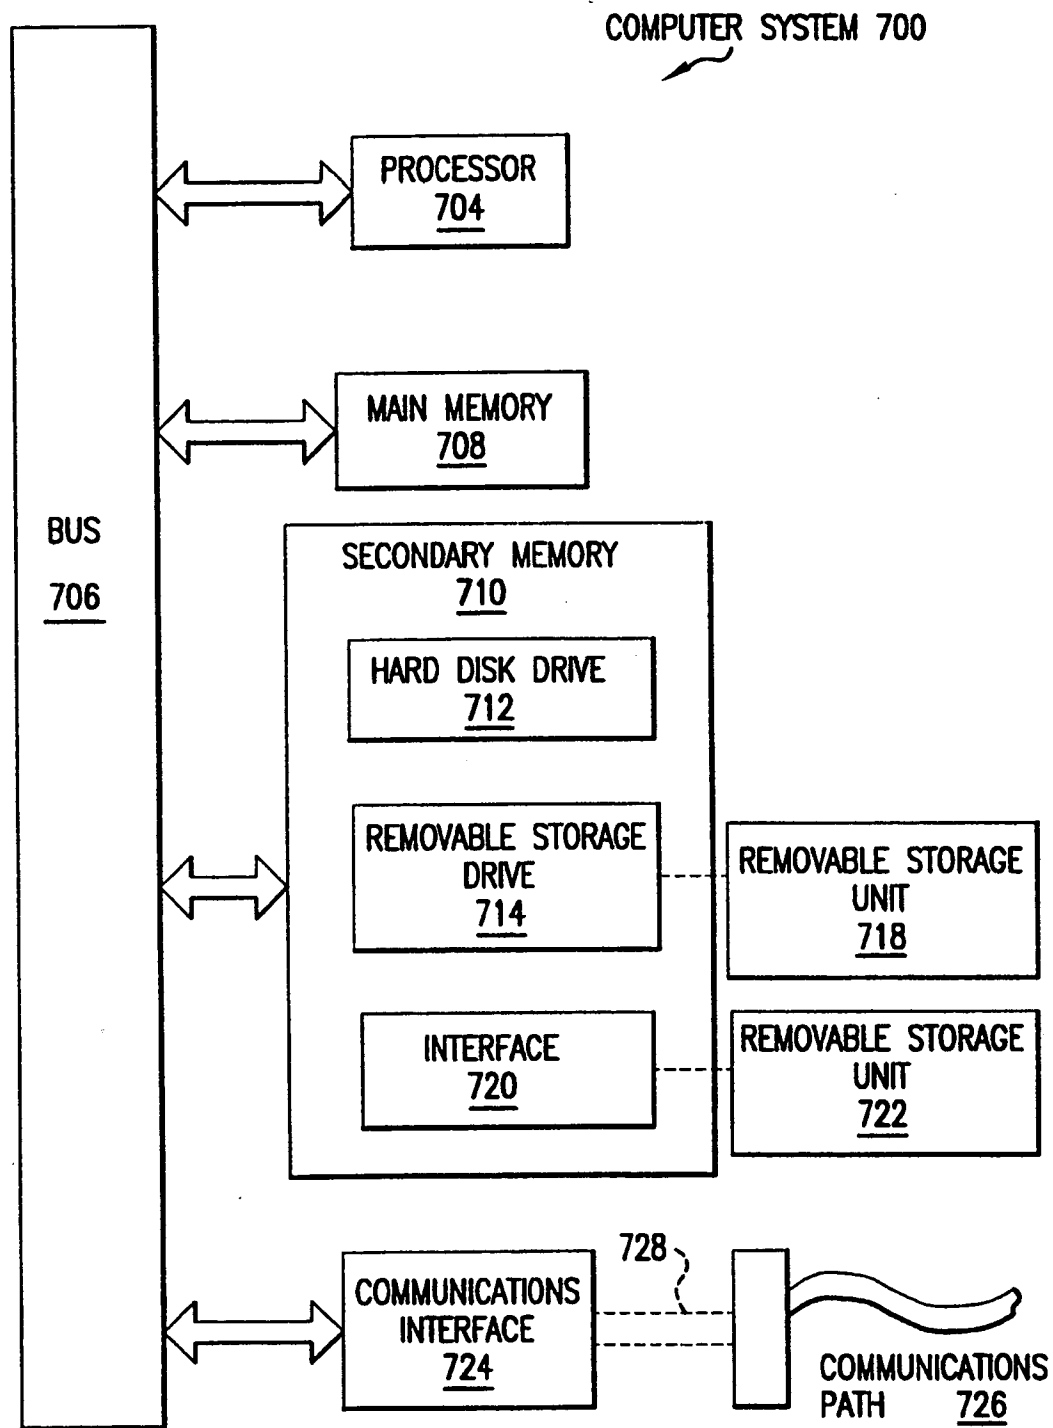 COMPUTER SYSTEM 700
PROCESSOR
704
MAIN MEMORY
708
BUS
706
SECONDARY MEMORY
710
HARD DISK DRIVE
712
REMOVABLE STORAGE
DRIVE
714
REMOVABLE STORAGE
UNIT
718
INTERFACE
720
REMOVABLE STORAGE
UNIT
722
728
COMMUNICATIONS
INTERFACE
724
COMMUNICATIONS
PATH 726